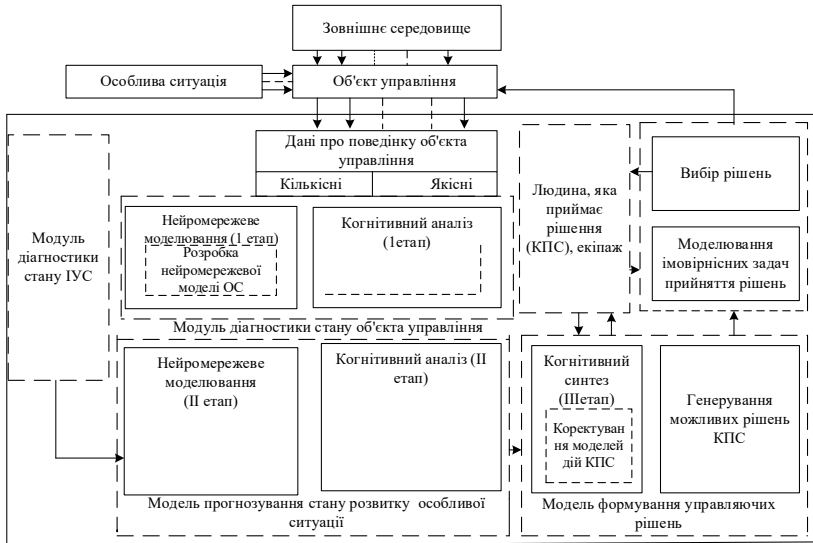 Зовнішнє середовище
Особлива ситуація
Об'єкт управління
Дані про поведінку об'єкта
управління
Кількісні
Якісні
Модуль
діагностики
стану ІУС
Нейромережеве
моделювання (1 етап)
Розробка
нейромережевої
моделі ОС
Когнітивний аналіз
(1етап)
Модуль діагностики стану об'єкта управління
Людина, яка
приймає
рішення
(КПС), екіпаж
Вибір рішень
Моделювання
імовірнісних задач
прийняття рішень
Нейромережеве
моделювання
(ІІ етап)
Когнітивний аналіз (ІІ
етап)
Модель прогнозування стану розвитку особливої
ситуації
Когнітивний
синтез
(ІІІетап)
Коректуван
ня моделей
дій КПС
Генерування
можливих рішень
КПС
Модель формування управляючих
рішень